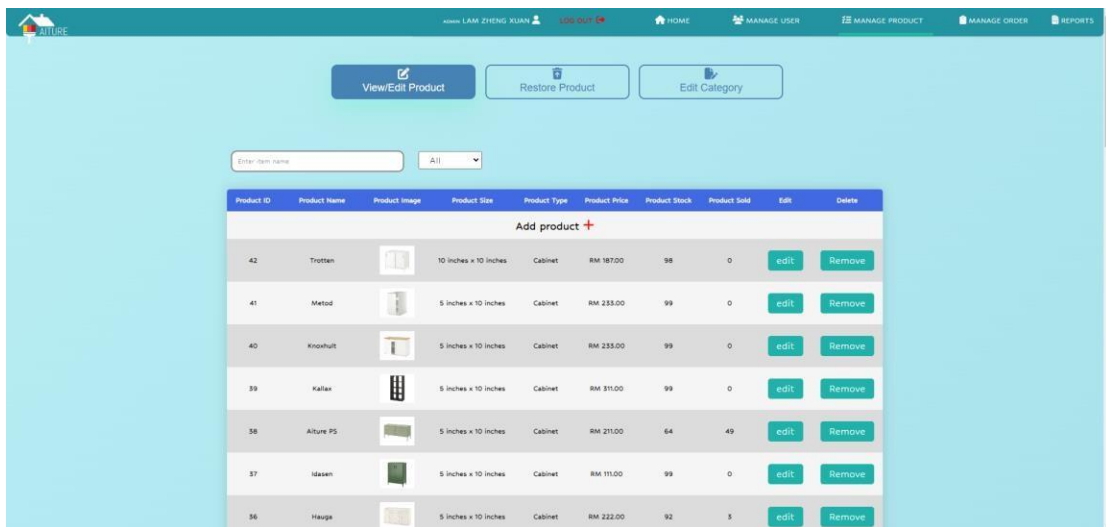 AITURE
ADMIN LAM ZHENG XUAN LOG OUT HOME MANAGE USER MANAGE PRODUCT MANAGE ORDER REPORTS
View/Edit Product Restore Product Edit Category
Enter item name All
Product ID Product Name Product Image Product Size Product Type Product Price Product Stock Product Sold Edit Delete
Add product +
42 Trotten 10 inches x 10 inches Cabinet RM 187.00 98 0 edit Remove
41 Metod 5 inches x 10 inches Cabinet RM 233.00 99 0 edit Remove
40 Knoxhult 5 inches x 10 inches Cabinet RM 233.00 99 0 edit Remove
39 Kallax 5 inches x 10 inches Cabinet RM 311.00 99 0 edit Remove
38 Aiture PS 5 inches x 10 inches Cabinet RM 211.00 64 49 edit Remove
37 Idasen 5 inches x 10 inches Cabinet RM 111.00 99 0 edit Remove
36 Hauga 5 inches x 10 inches Cabinet RM 222.00 92 3 edit Remove